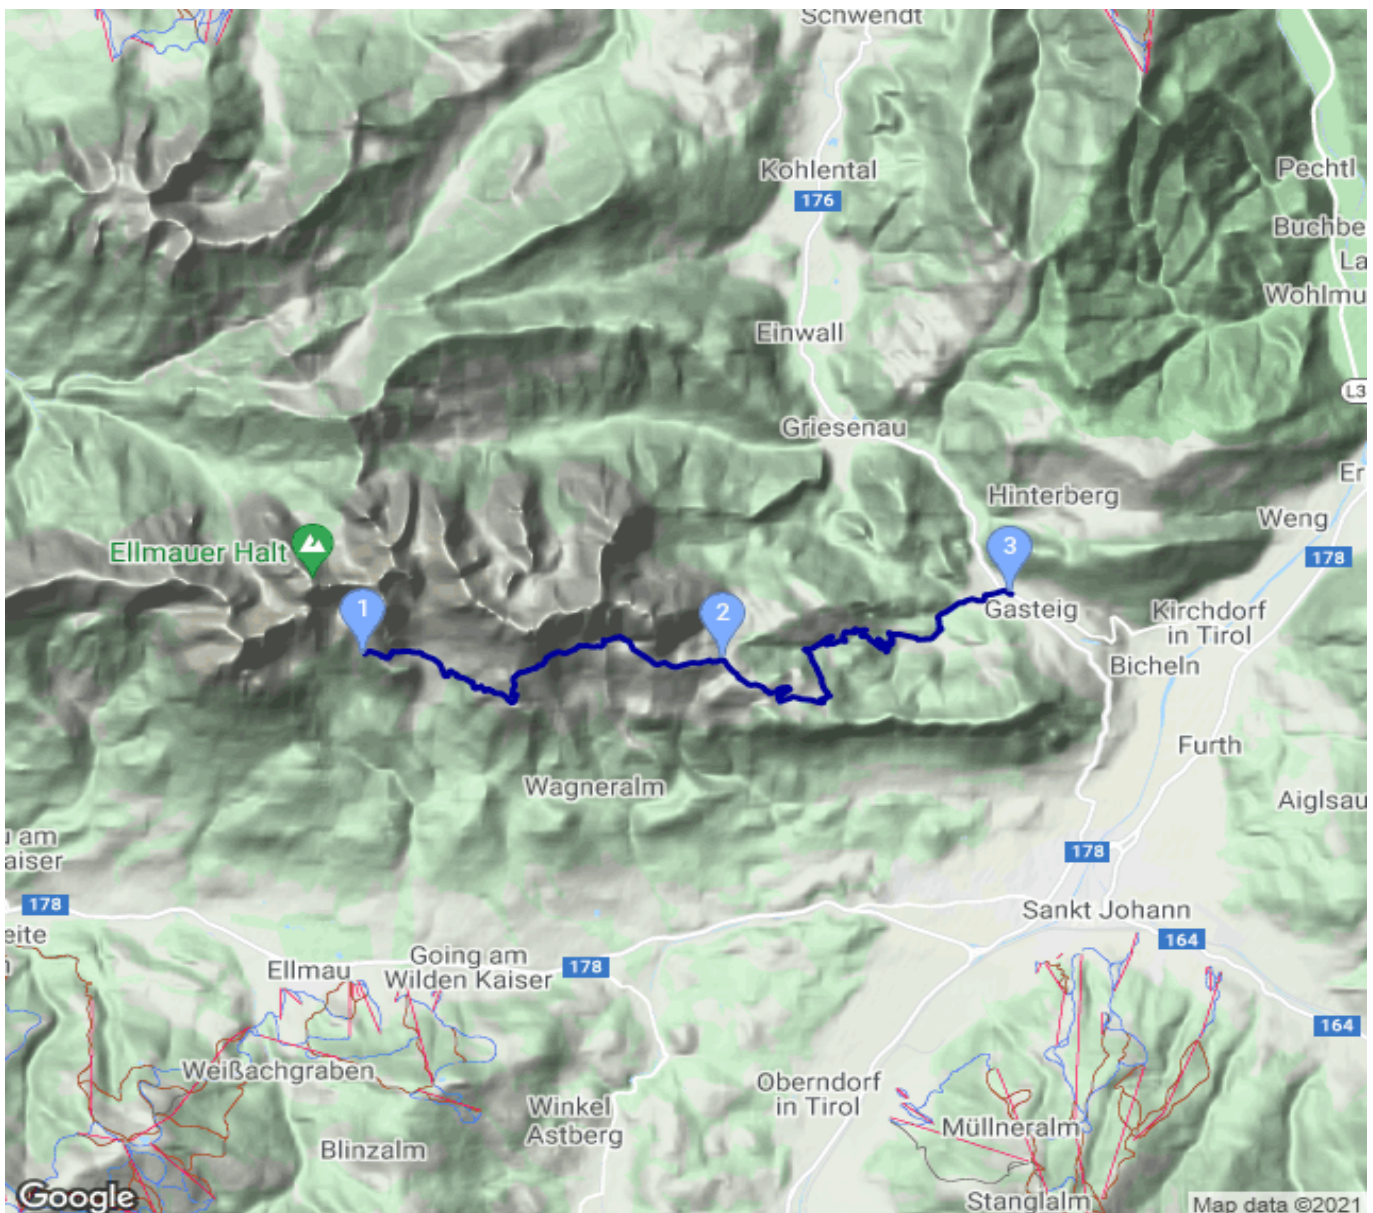 Schwendt
Kohlental
176
Pechtl
Buchbe
La
Wohlmu
Einwall
L3
Griesenau
Er
Hinterberg
Weng
178
Ellmauer Halt
1
2
3
Gasteig
Kirchdorf
in Tirol
Bicheln
Furth
Wagneralm
Aiglsau
am
aiser
178
178
Sankt Johann
164
eite
Ellmau
Going am
Wilden Kaiser
178
164
Weißachgraben
Oberndorf
in Tirol
Winkel
Astberg
Müllneralm
Blinzalm
Stanglalm
Google
Map data ©2021